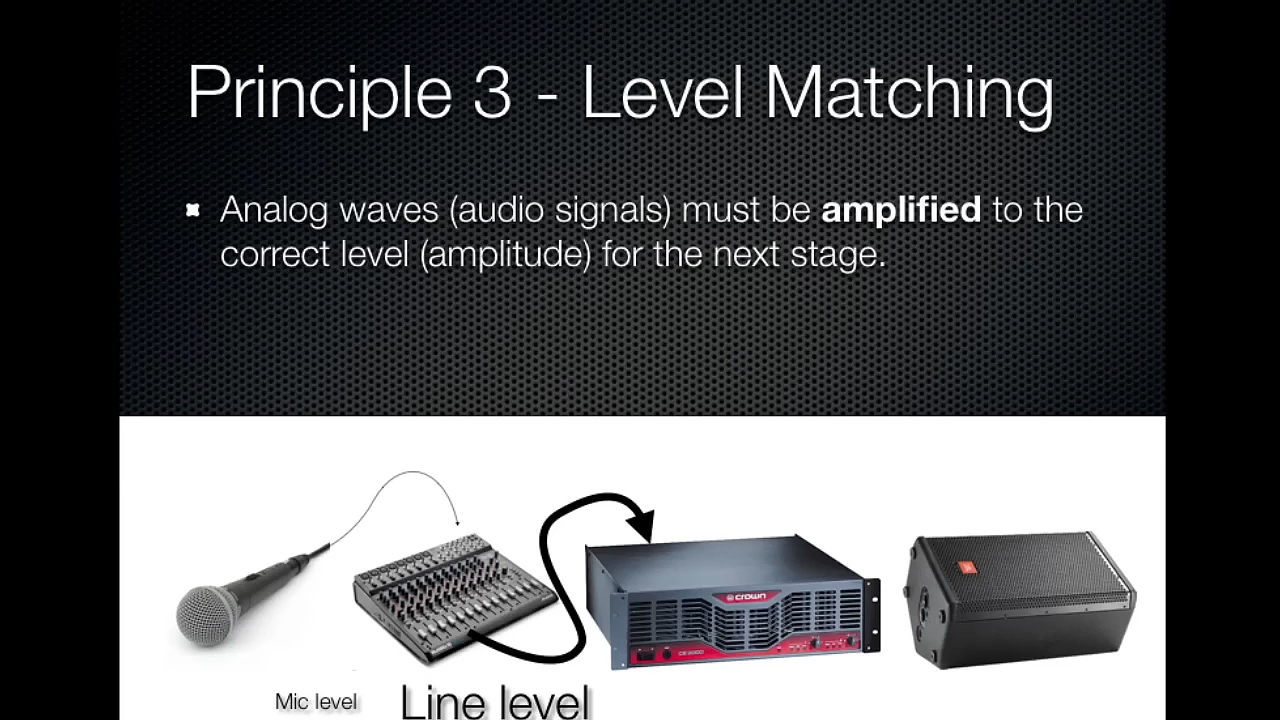 Principle 3 - Level Matching
Analog waves (audio signals) must be amplified to the
correct level (amplitude) for the next stage.
crown
Mic level
Line level